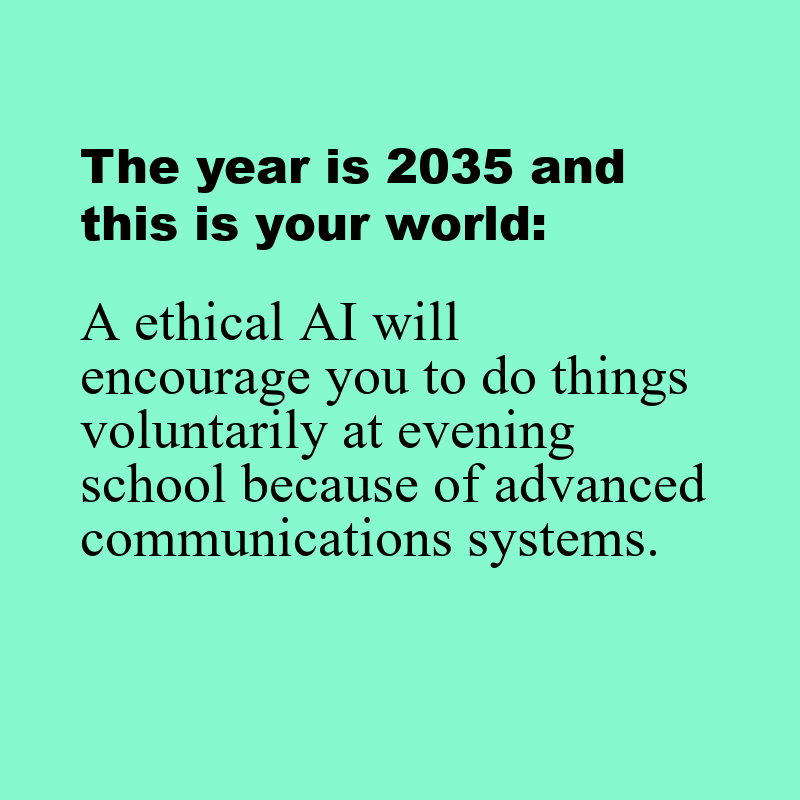 The year is 2035 and
this is your world:
A ethical AI will
encourage you to do things
voluntarily at evening
school because of advanced
communications systems.